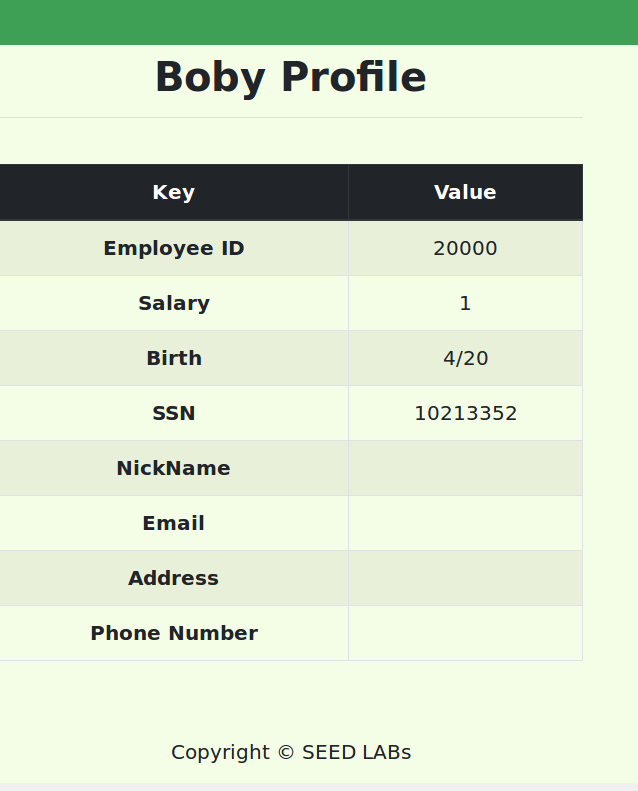 Boby Profile
Key Value
Employee ID 20000
Salary 1
Birth 4/20
SSN 10213352
NickName
Email
Address
Phone Number
Copyright © SEED LABs